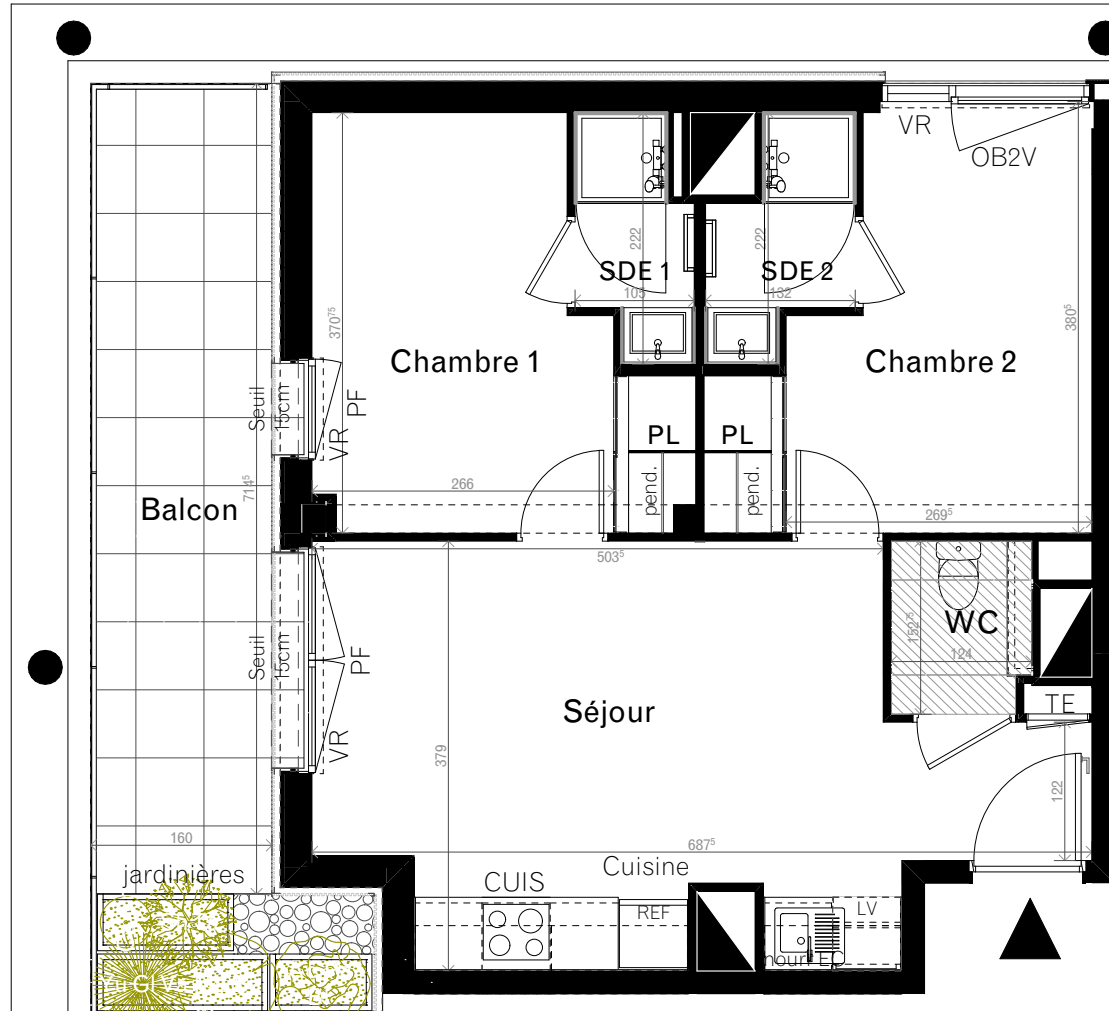 VR
OB2V
222
222
SDE 1
SDE 2
105
132
370⁷⁵
380⁵
Chambre 1
Chambre 2
Seuil
15cm
PF
VR
PL
PL
pend.
pend.
266
269⁵
Balcon
714⁵
503⁵
WC
152⁷⁵
124
Seuil
15cm
PF
VR
Séjour
TE
379
122
160
687⁵
jardinières
Cuisine
CUIS
REF
LV